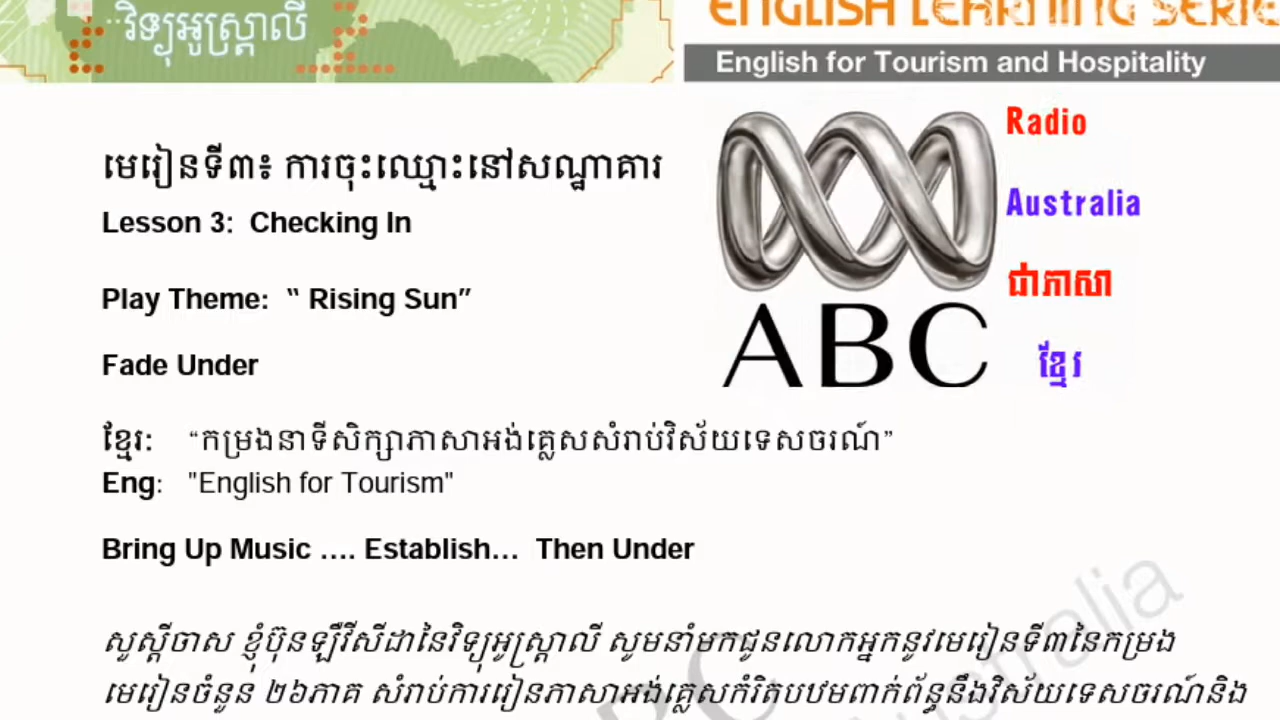 វិទ្យុអូស្ត្រាលី
ENGLISH LEARNING SERIE
English for Tourism and Hospitality
Radio
Australia
ជាភាសា
ខ្មែរ
ABC
មេរៀនទី៣៖ ការចុះឈ្មោះនៅសណ្ឋាគារ
Lesson 3: Checking In
Play Theme: “ Rising Sun”
Fade Under
ខ្មែរ: “កម្រងនាទីសិក្សាភាសាអង់គ្លេសសំរាប់វិស័យទេសចរណ៍”
Eng: "English for Tourism"
Bring Up Music …. Establish… Then Under
សួស្តីចាស ខ្ញុំប៊ុនឡឺវីសីដានៃវិទ្យុអូស្ត្រាលី សូមនាំមកជូនលោកអ្នកនូវមេរៀនទី៣នៃកម្រង
មេរៀនចំនួន ២៦ភាគ សំរាប់ការរៀនភាសាអង់គ្លេសកំរិតបឋមពាក់ព័ន្ធនឹងវិស័យទេសចរណ៍និង